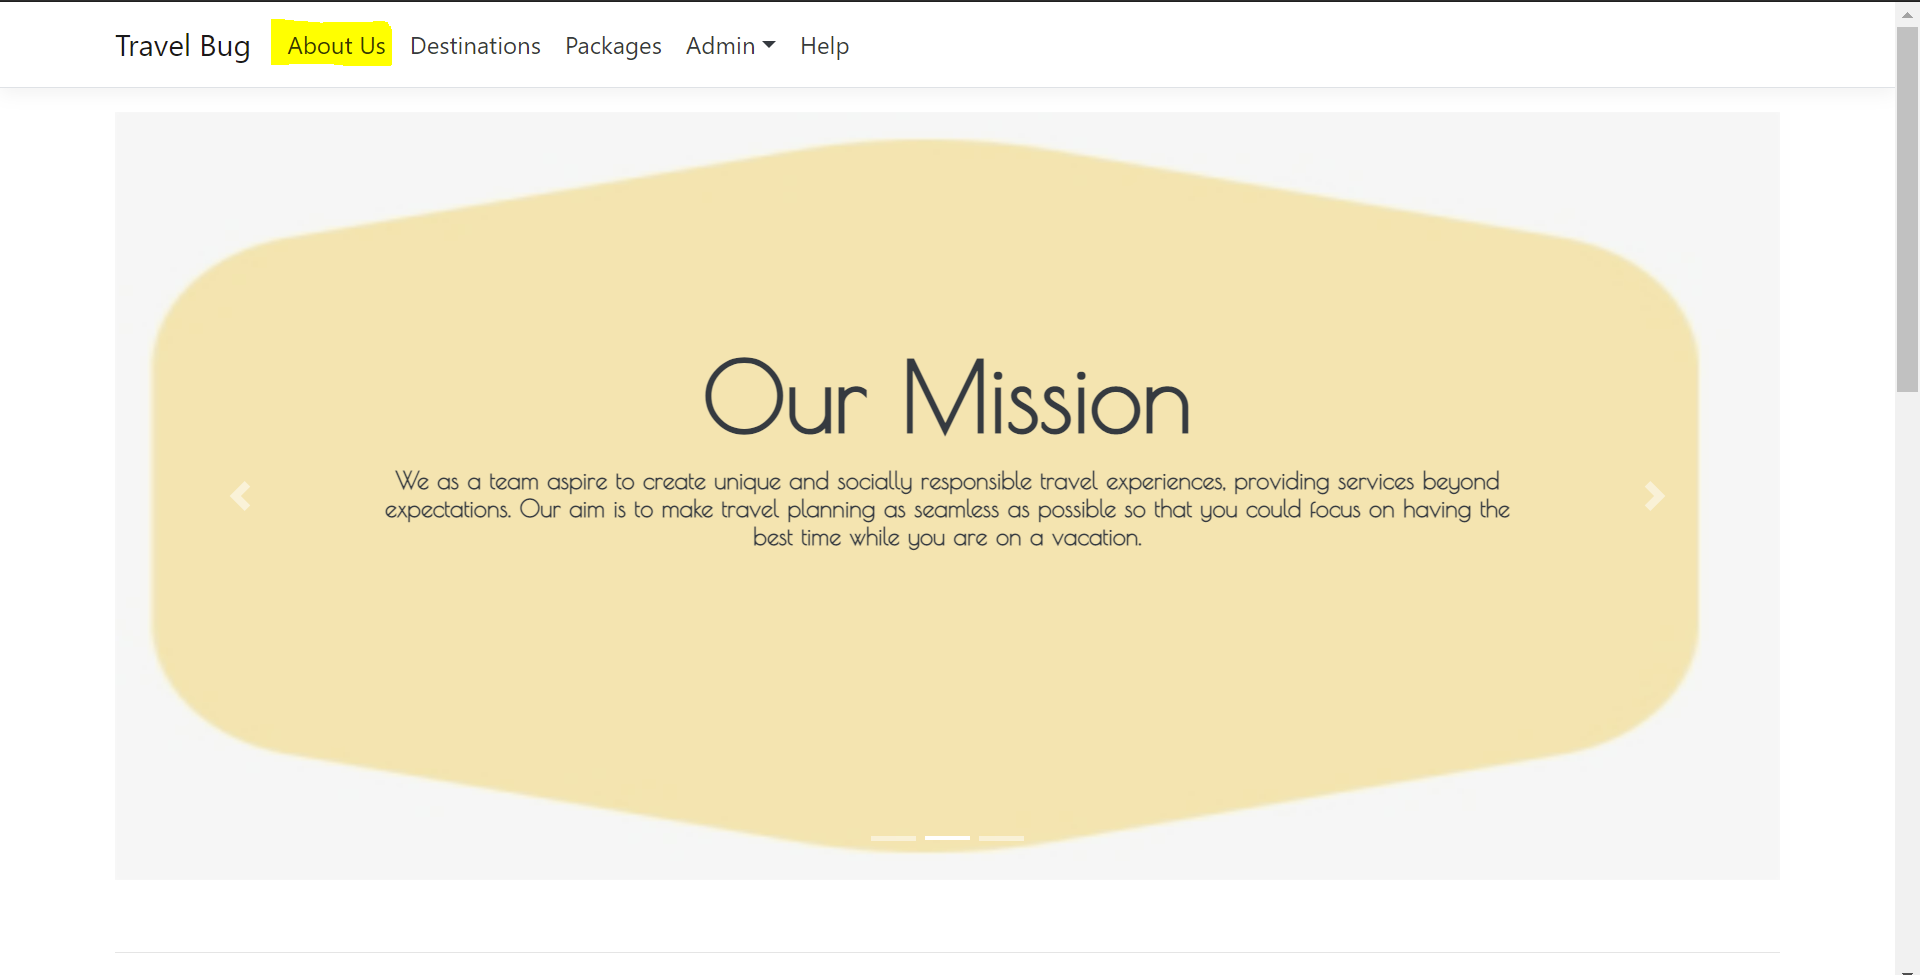 Travel Bug About Us Destinations Packages Admin Help
Our Mission
We as a team aspire to create unique and socially responsible travel experiences, providing services beyond
expectations. Our aim is to make travel planning as seamless as possible so that you could focus on having the
best time while you are on a vacation.